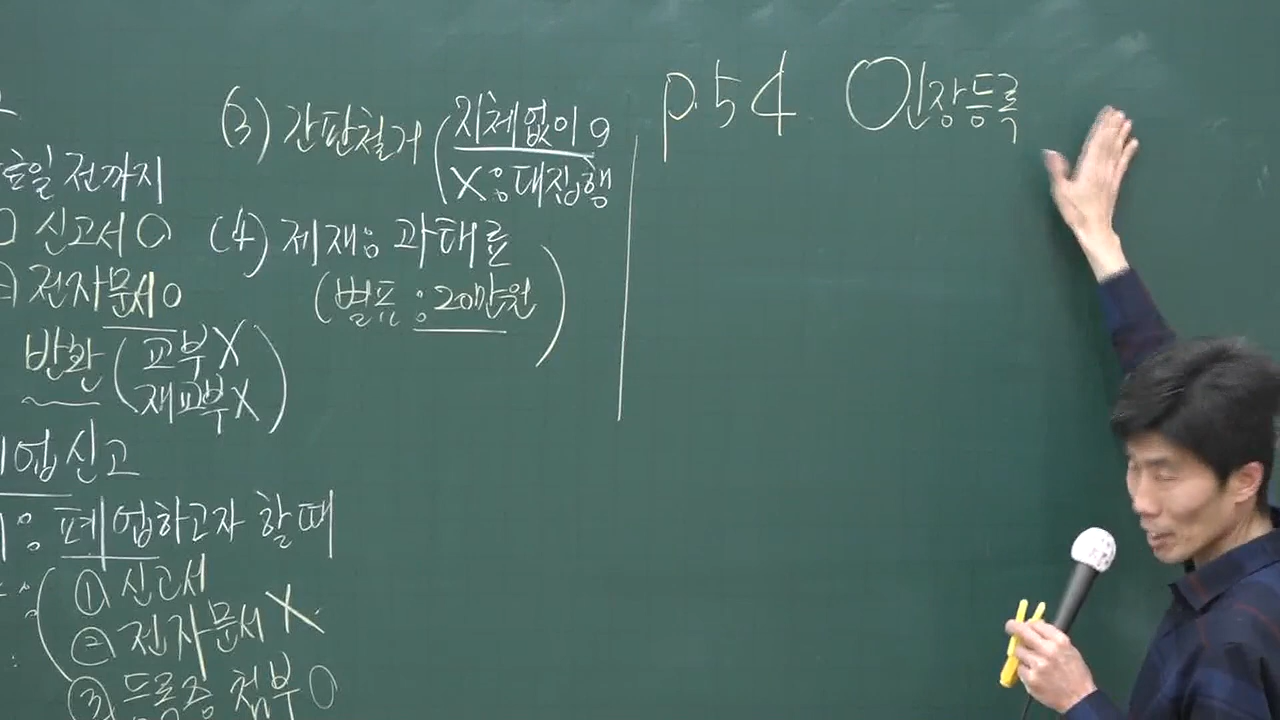 호일 전까지
신고서 O
전자문서 O
반환 (교부X
재교부X)
업신고
폐업하고자 할 때
① 신고서
② 전자문서 X
③ 등록증 첨부 O
(3) 간판철거 (지체없이 O
X : 대집행
(4) 제재 : 과태료
(별표 : 20만원)
p.54 O 인장등록